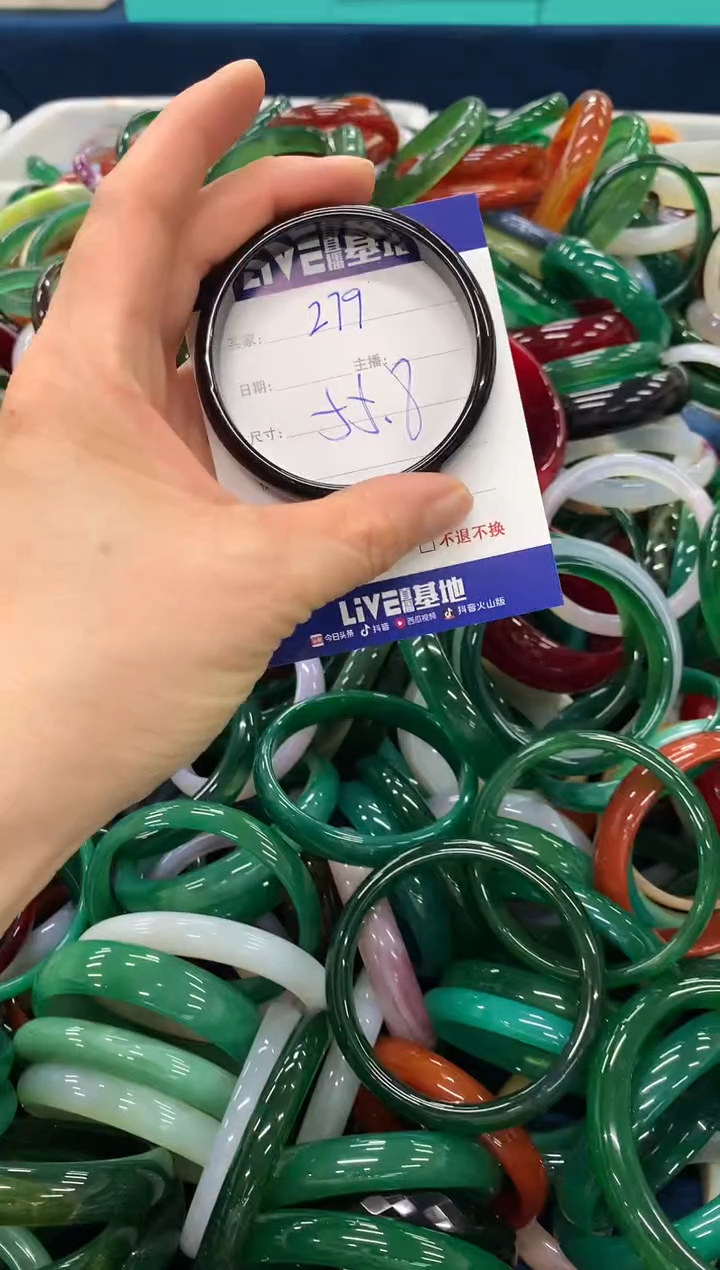 LIVE直播基地
买家: 279
主播:
日期:
尺寸: 55.8
不退不换
LIVE直播基地
今日头条 抖音 西瓜视频 抖音火山版